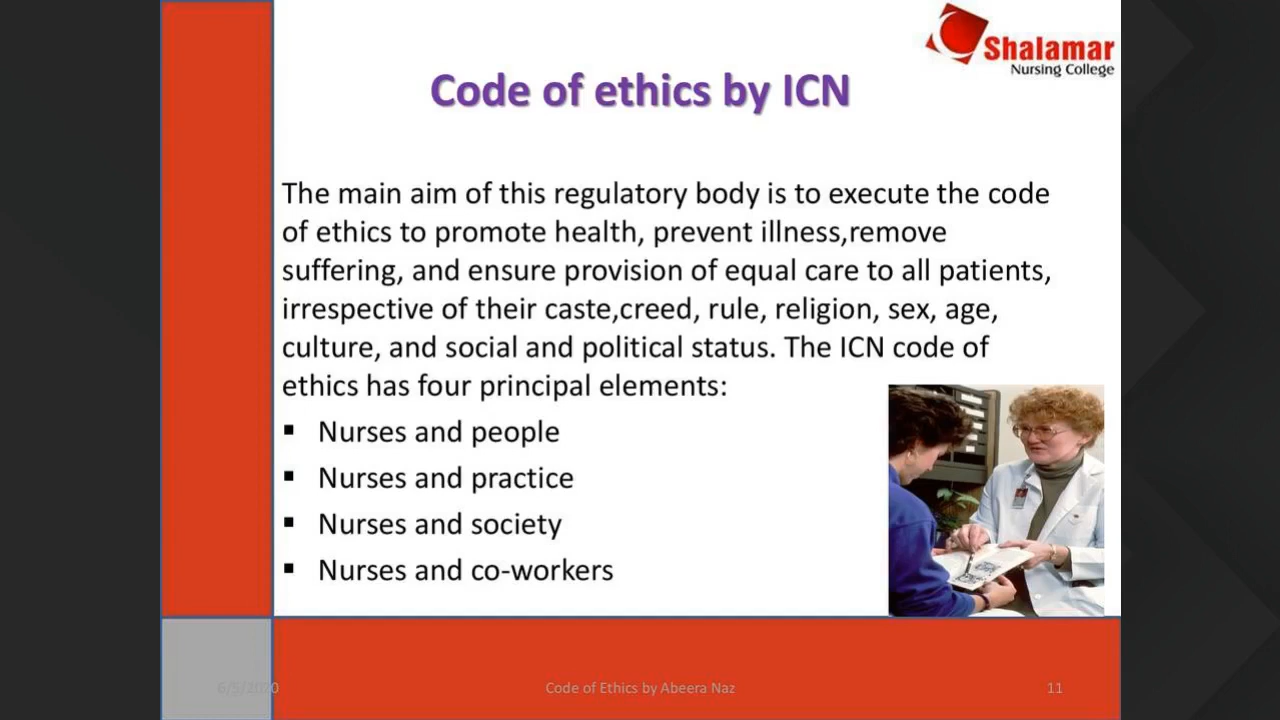 Shalamar
Nursing College
Code of ethics by ICN
The main aim of this regulatory body is to execute the code
of ethics to promote health, prevent illness,remove
suffering, and ensure provision of equal care to all patients,
irrespective of their caste,creed, rule, religion, sex, age,
culture, and social and political status. The ICN code of
ethics has four principal elements:
▪ Nurses and people
▪ Nurses and practice
▪ Nurses and society
▪ Nurses and co-workers
Code of Ethics by Abeera Naz
11